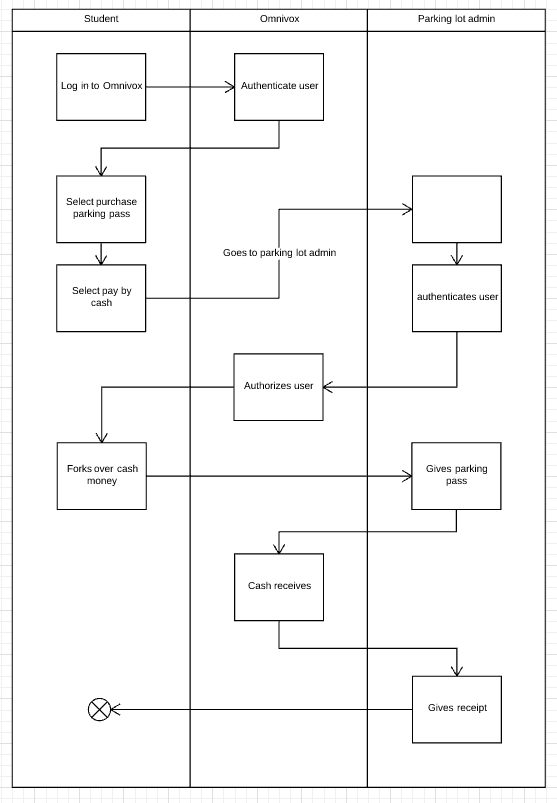 Student
Omnivox
Parking lot admin
Log in to Omnivox
Authenticate user
Select purchase
parking pass
Goes to parking lot admin
Select pay by
cash
authenticates user
Authorizes user
Forks over cash
money
Gives parking
pass
Cash receives
Gives receipt